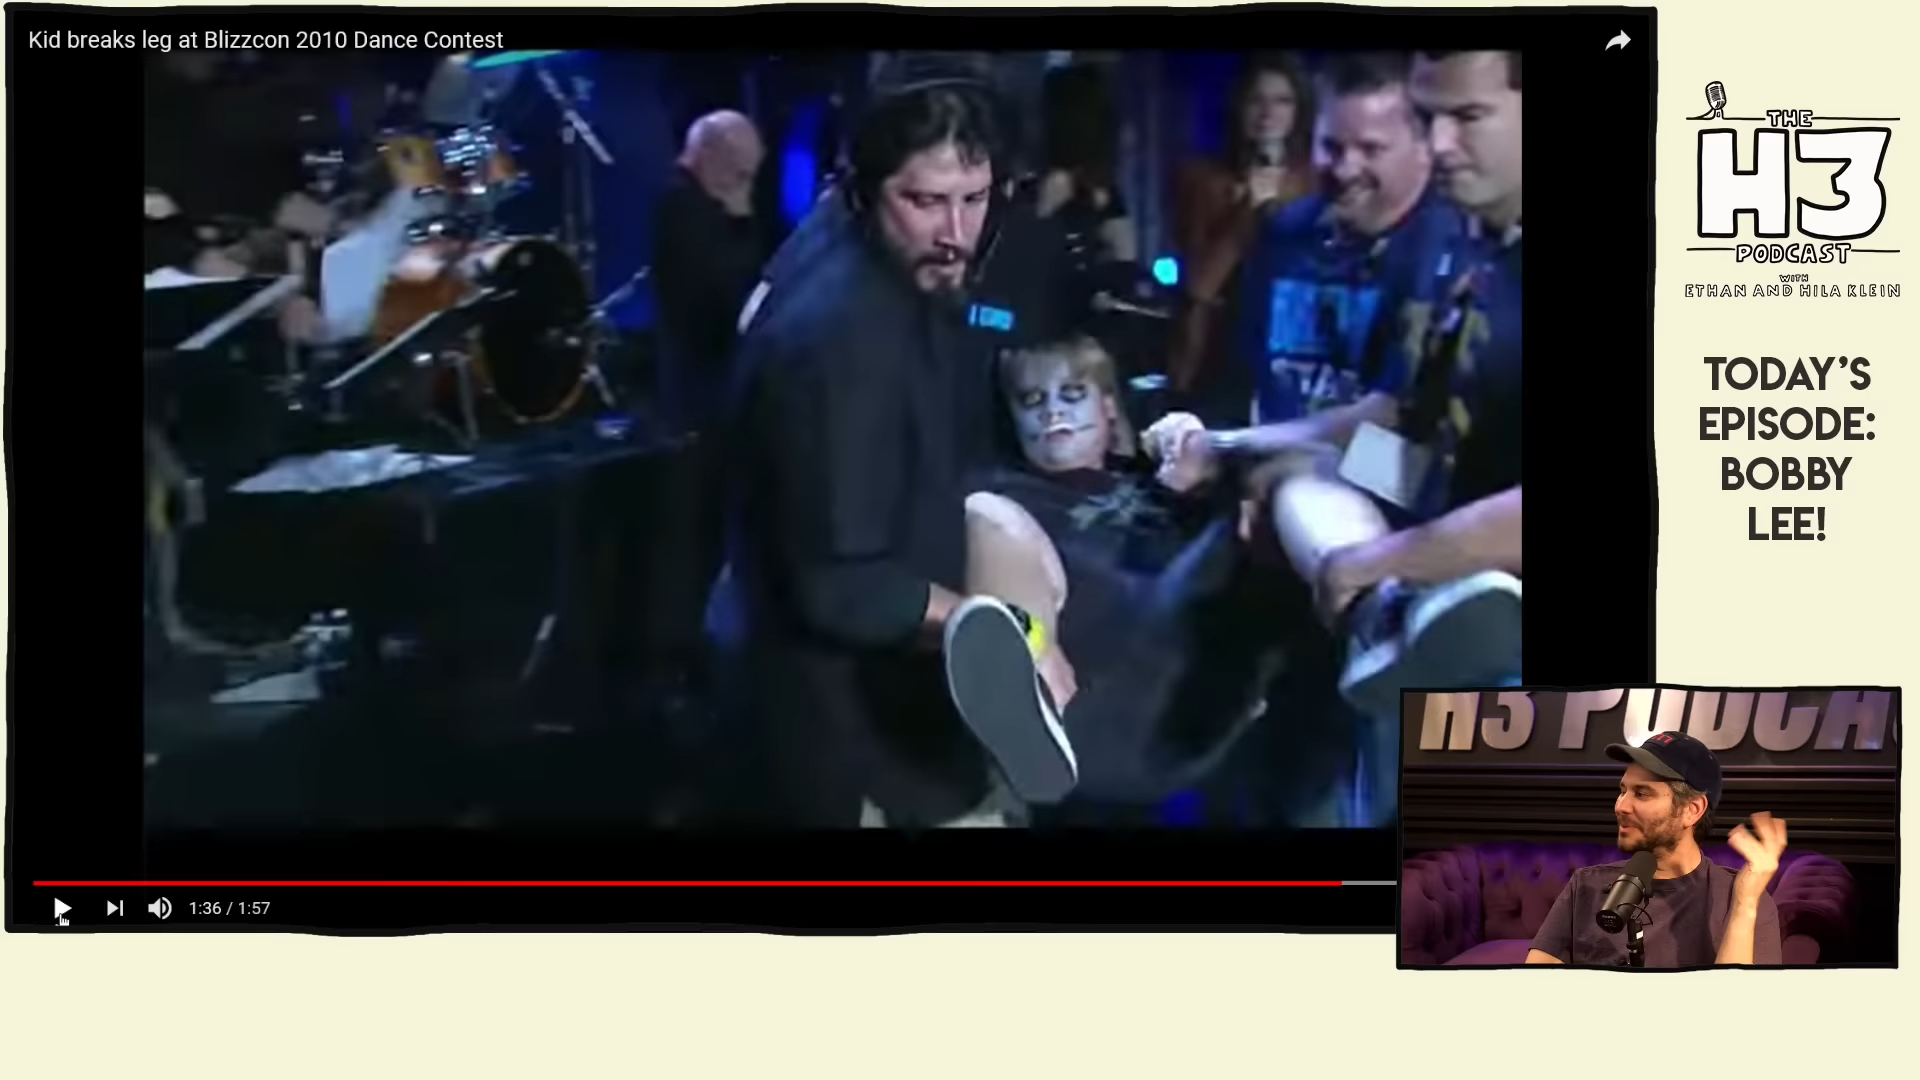 Kid breaks leg at Blizzcon 2010 Dance Contest
1:36 / 1:57
THE
H3
PODCAST
WITH
ETHAN AND HILA KLEIN
TODAY'S
EPISODE:
BOBBY
LEE!
H3 PODCA